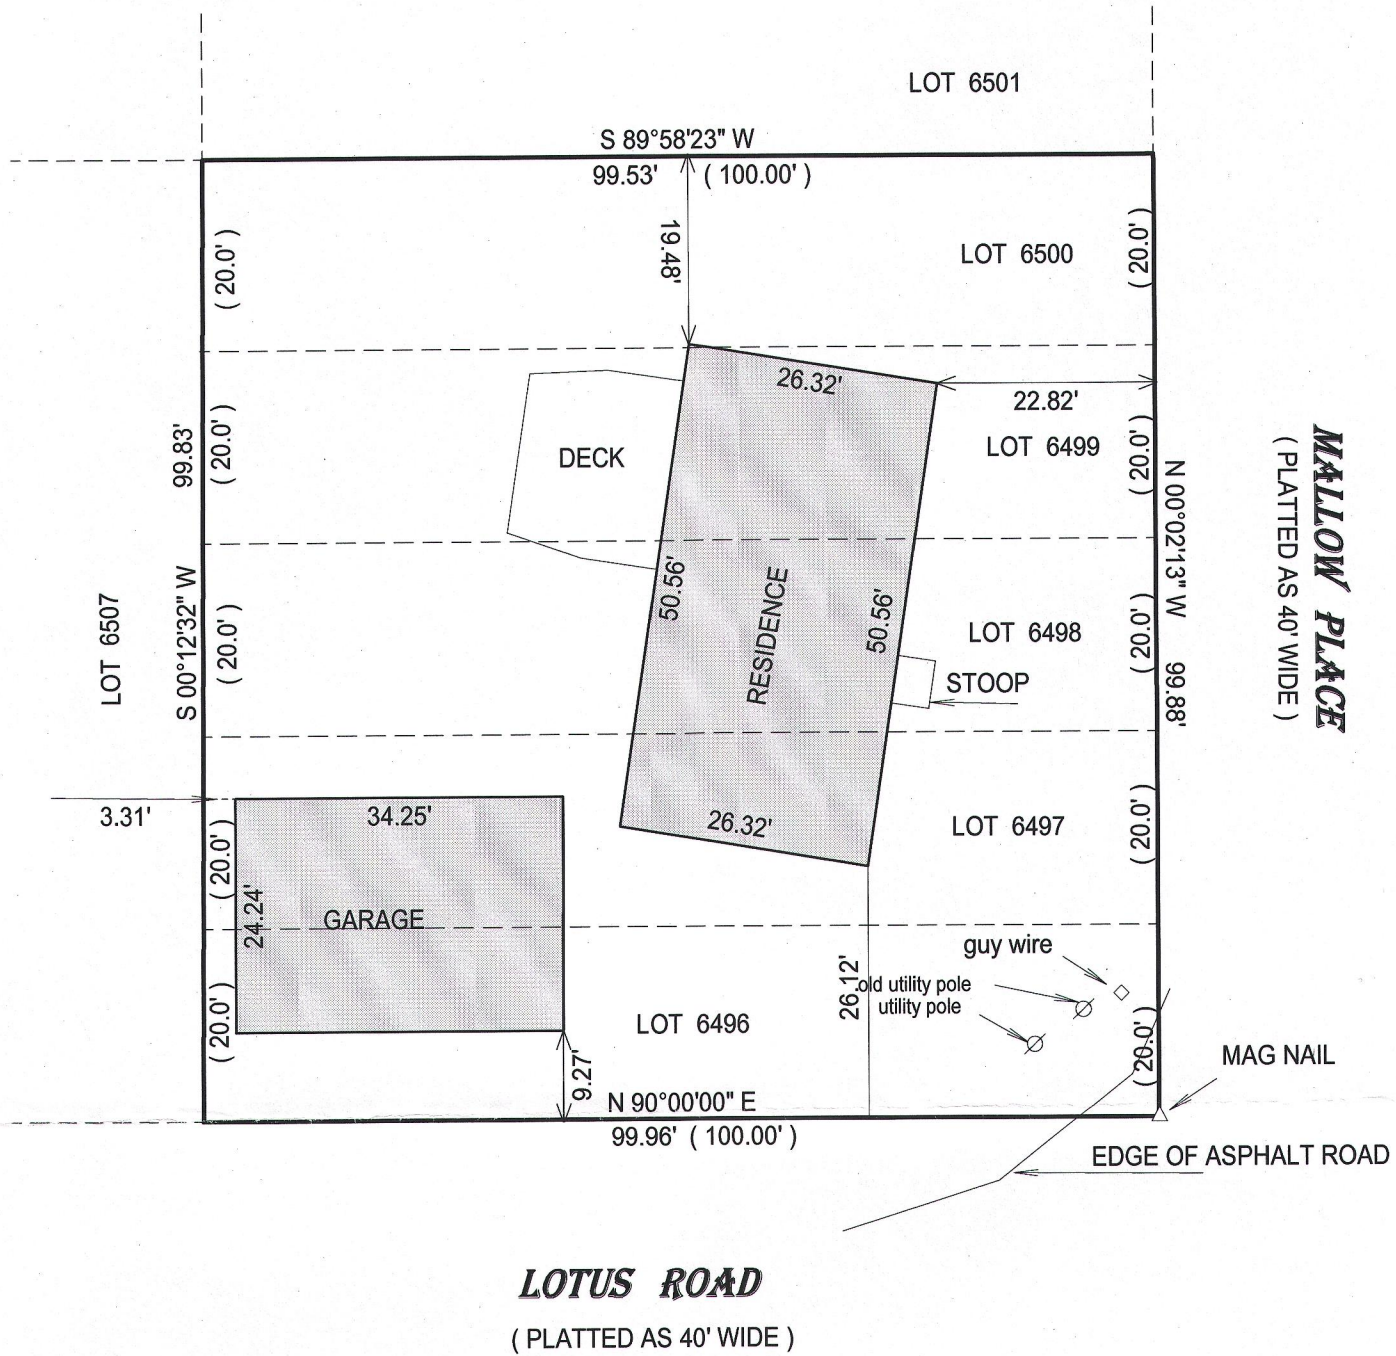 LOT 6501
S 89°58'23" W
99.53' ( 100.00' )
19.48'
LOT 6500
( 20.0' )
( 20.0' )
26.32'
22.82'
DECK
LOT 6499
( 20.0' )
( 20.0' )
99.83'
S 00°12'32" W
LOT 6507
N 00°02'13" W 99.88'
MALLOW PLACE
( PLATTED AS 40' WIDE )
50.56'
RESIDENCE
50.56'
LOT 6498
( 20.0' )
( 20.0' )
STOOP
3.31'
34.25'
26.32'
LOT 6497
( 20.0' )
( 20.0' )
24.24'
GARAGE
guy wire
26.12'
old utility pole
utility pole
LOT 6496
( 20.0' )
( 20.0' )
9.27'
MAG NAIL
N 90°00'00" E
99.96' ( 100.00' )
EDGE OF ASPHALT ROAD
LOTUS ROAD
( PLATTED AS 40' WIDE )